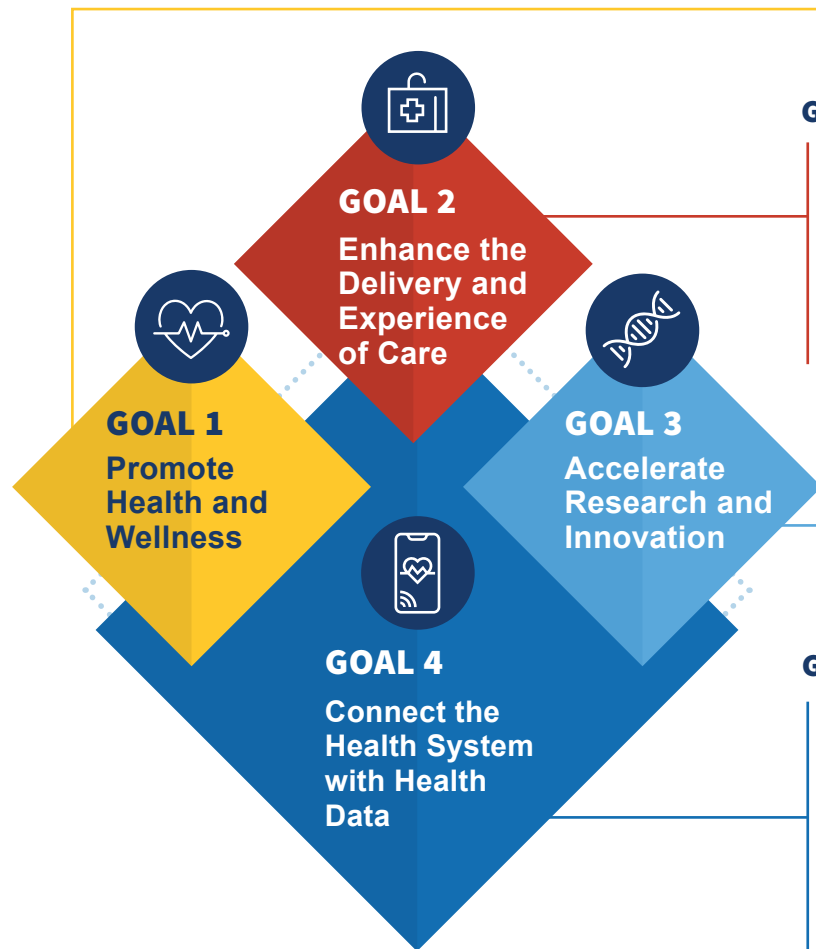 GOAL 2
Enhance the
Delivery and
Experience
of Care
GOAL 1
Promote
Health and
Wellness
GOAL 3
Accelerate
Research and
Innovation
GOAL 4
Connect the
Health System
with Health
Data